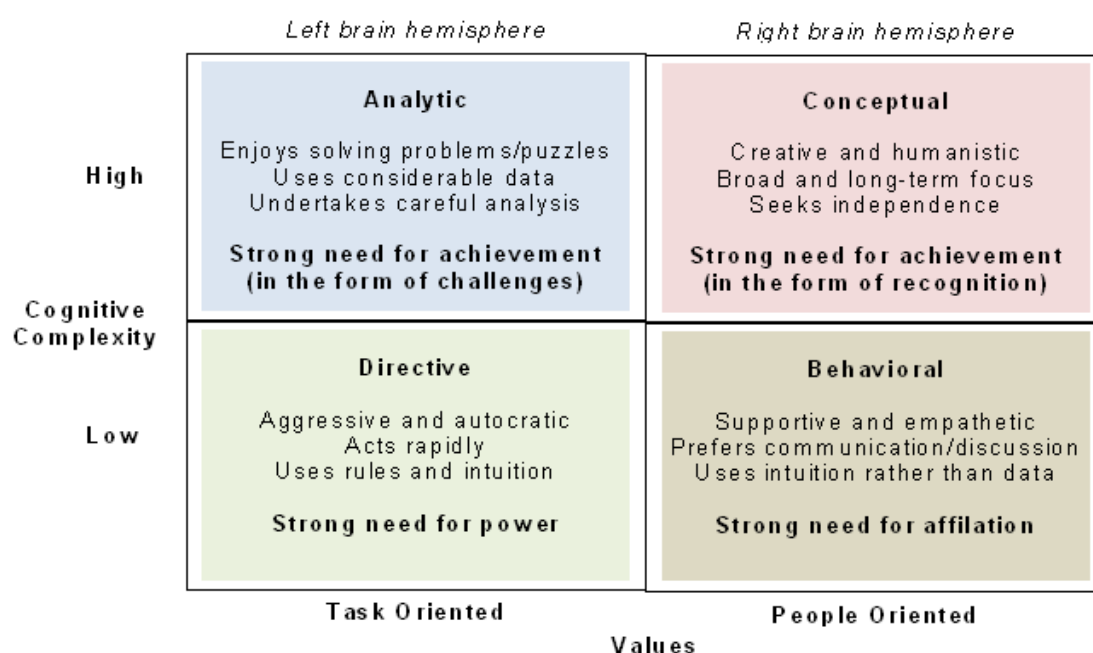 Left brain hemisphere
Right brain hemisphere
Analytic
Enjoys solving problems/puzzles
Uses considerable data
Undertakes careful analysis
Strong need for achievement
(in the form of challenges)
Conceptual
Creative and humanistic
Broad and long-term focus
Seeks independence
Strong need for achievement
(in the form of recognition)
High
Cognitive
Complexity
Low
Directive
Aggressive and autocratic
Acts rapidly
Uses rules and intuition
Strong need for power
Behavioral
Supportive and empathetic
Prefers communication/discussion
Uses intuition rather than data
Strong need for affilation
Task Oriented
People Oriented
Values